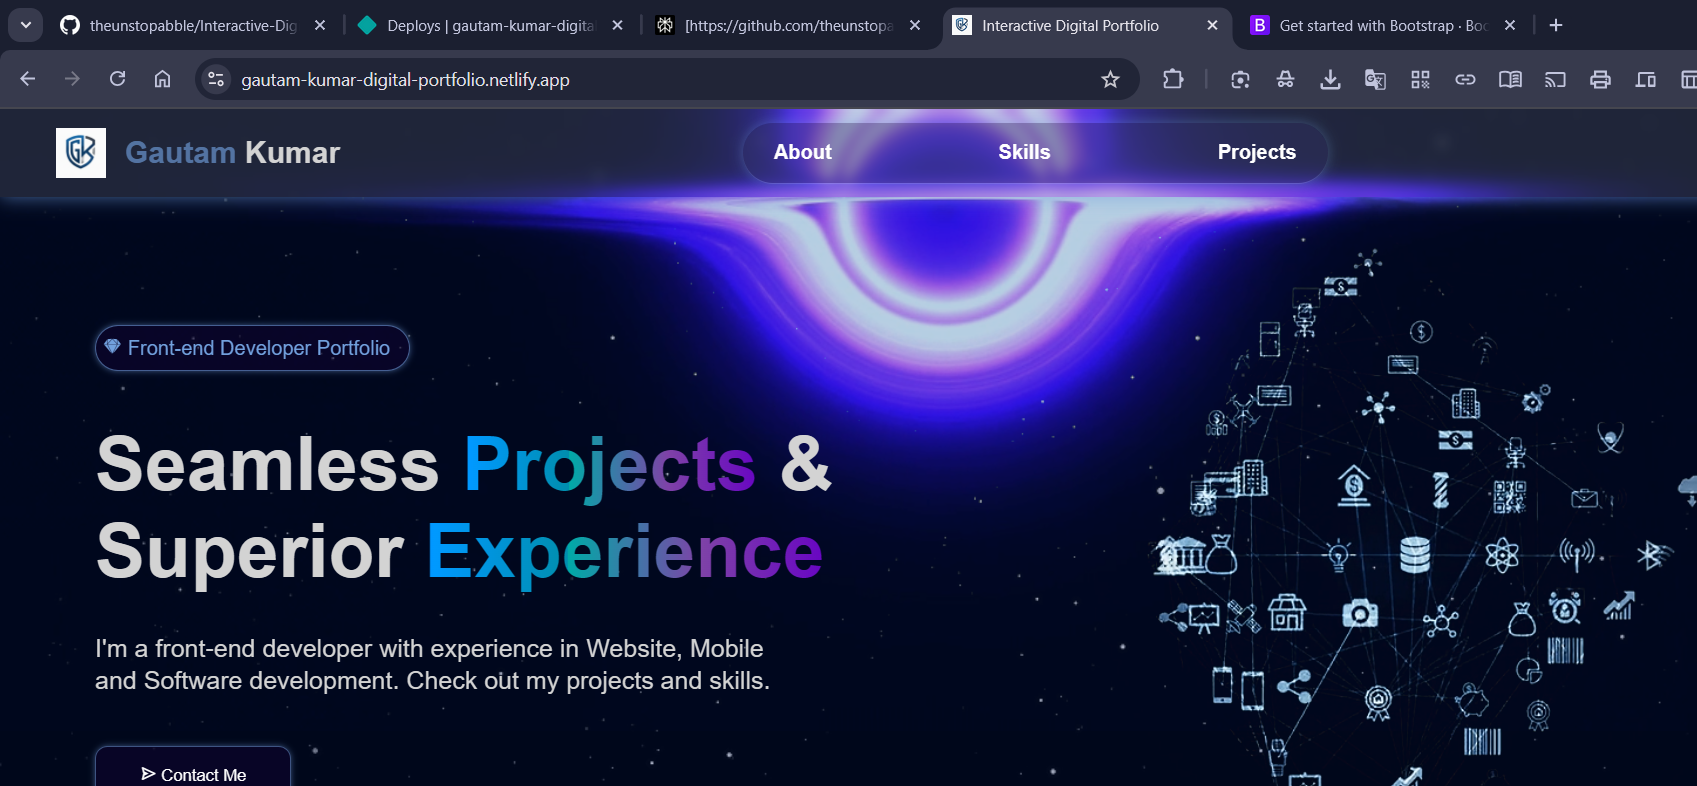 theunstopabble/Interactive-Dig
Deploys | gautam-kumar-digital
[https://github.com/theunstopa
Interactive Digital Portfolio
B Get started with Bootstrap · Boo
gautam-kumar-digital-portfolio.netlify.app
GK Gautam Kumar
About Skills Projects
Front-end Developer Portfolio
Seamless Projects &
Superior Experience
I'm a front-end developer with experience in Website, Mobile
and Software development. Check out my projects and skills.
Contact Me